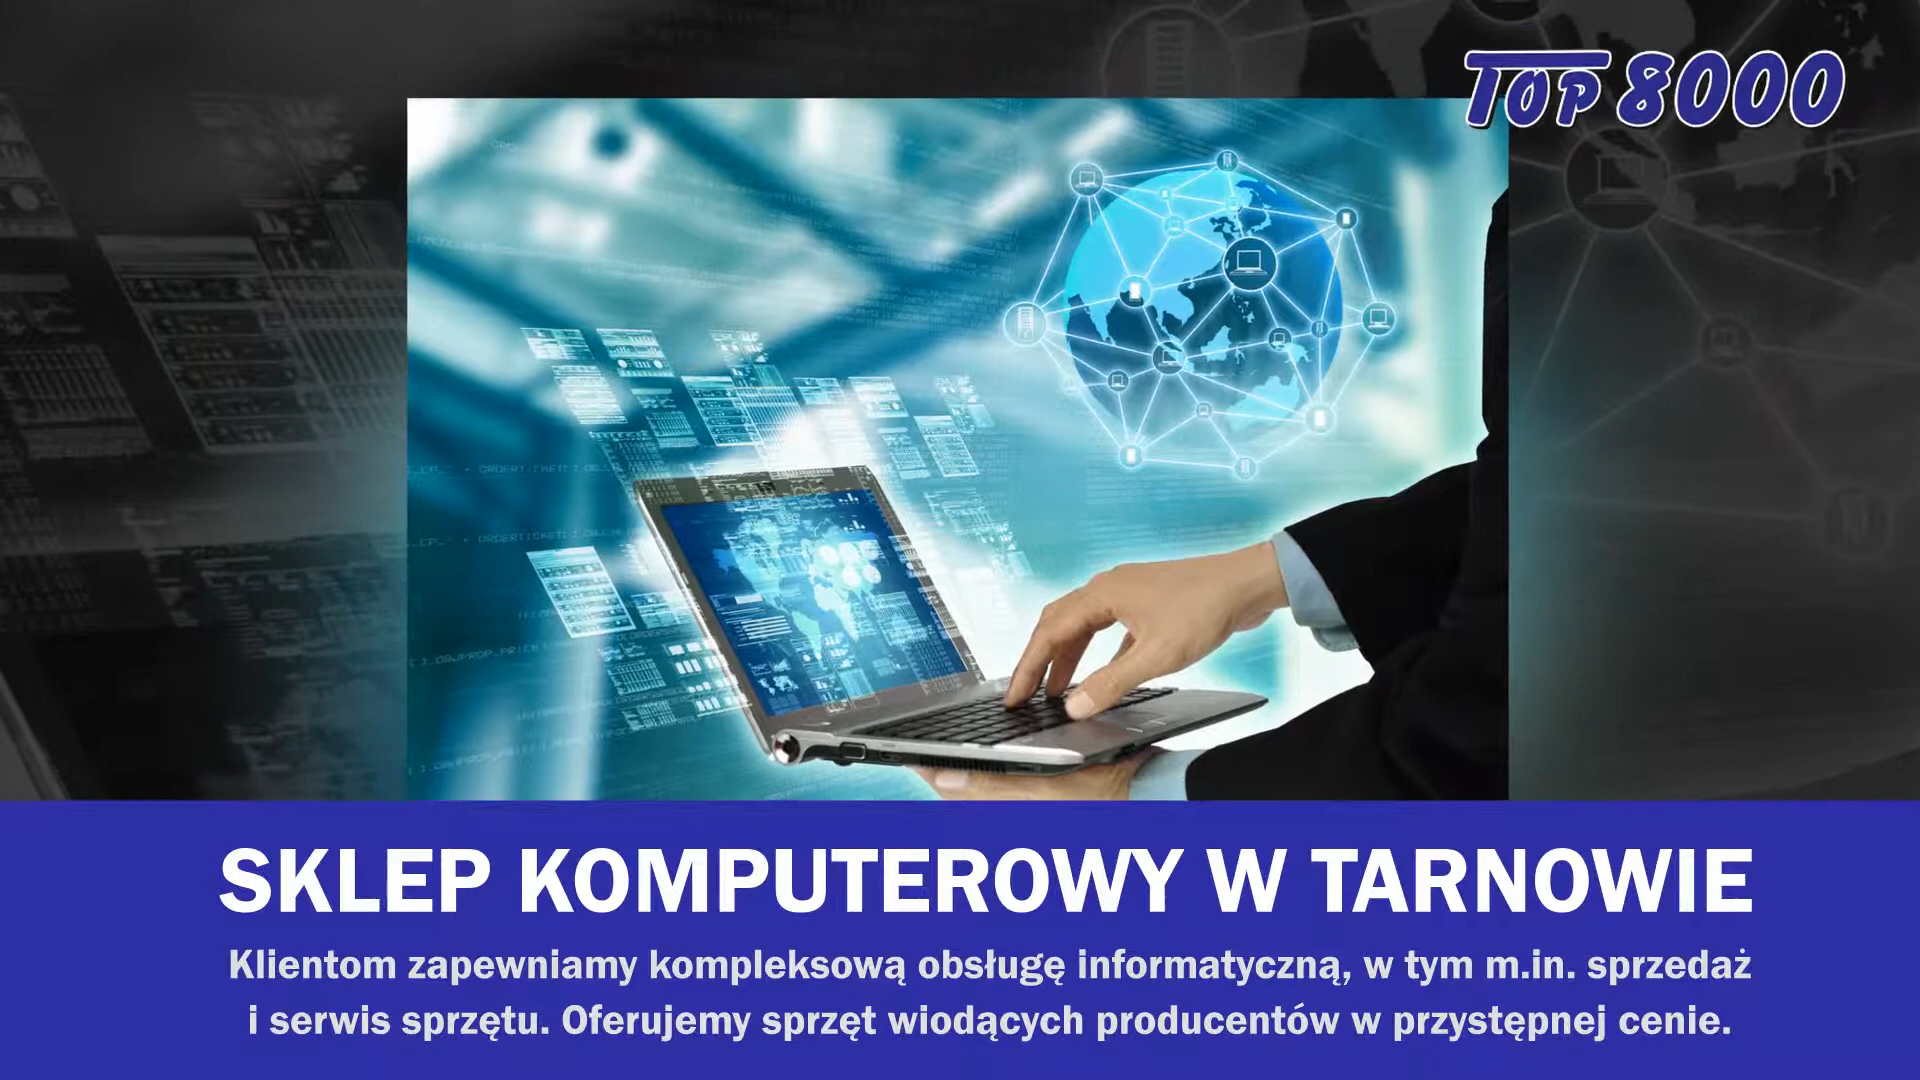 TOP 8000
SKLEP KOMPUTEROWY W TARNOWIE
Klientom zapewniamy kompleksową obsługę informatyczną, w tym m.in. sprzedaż
i serwis sprzętu. Oferujemy sprzęt wiodących producentów w przystępnej cenie.